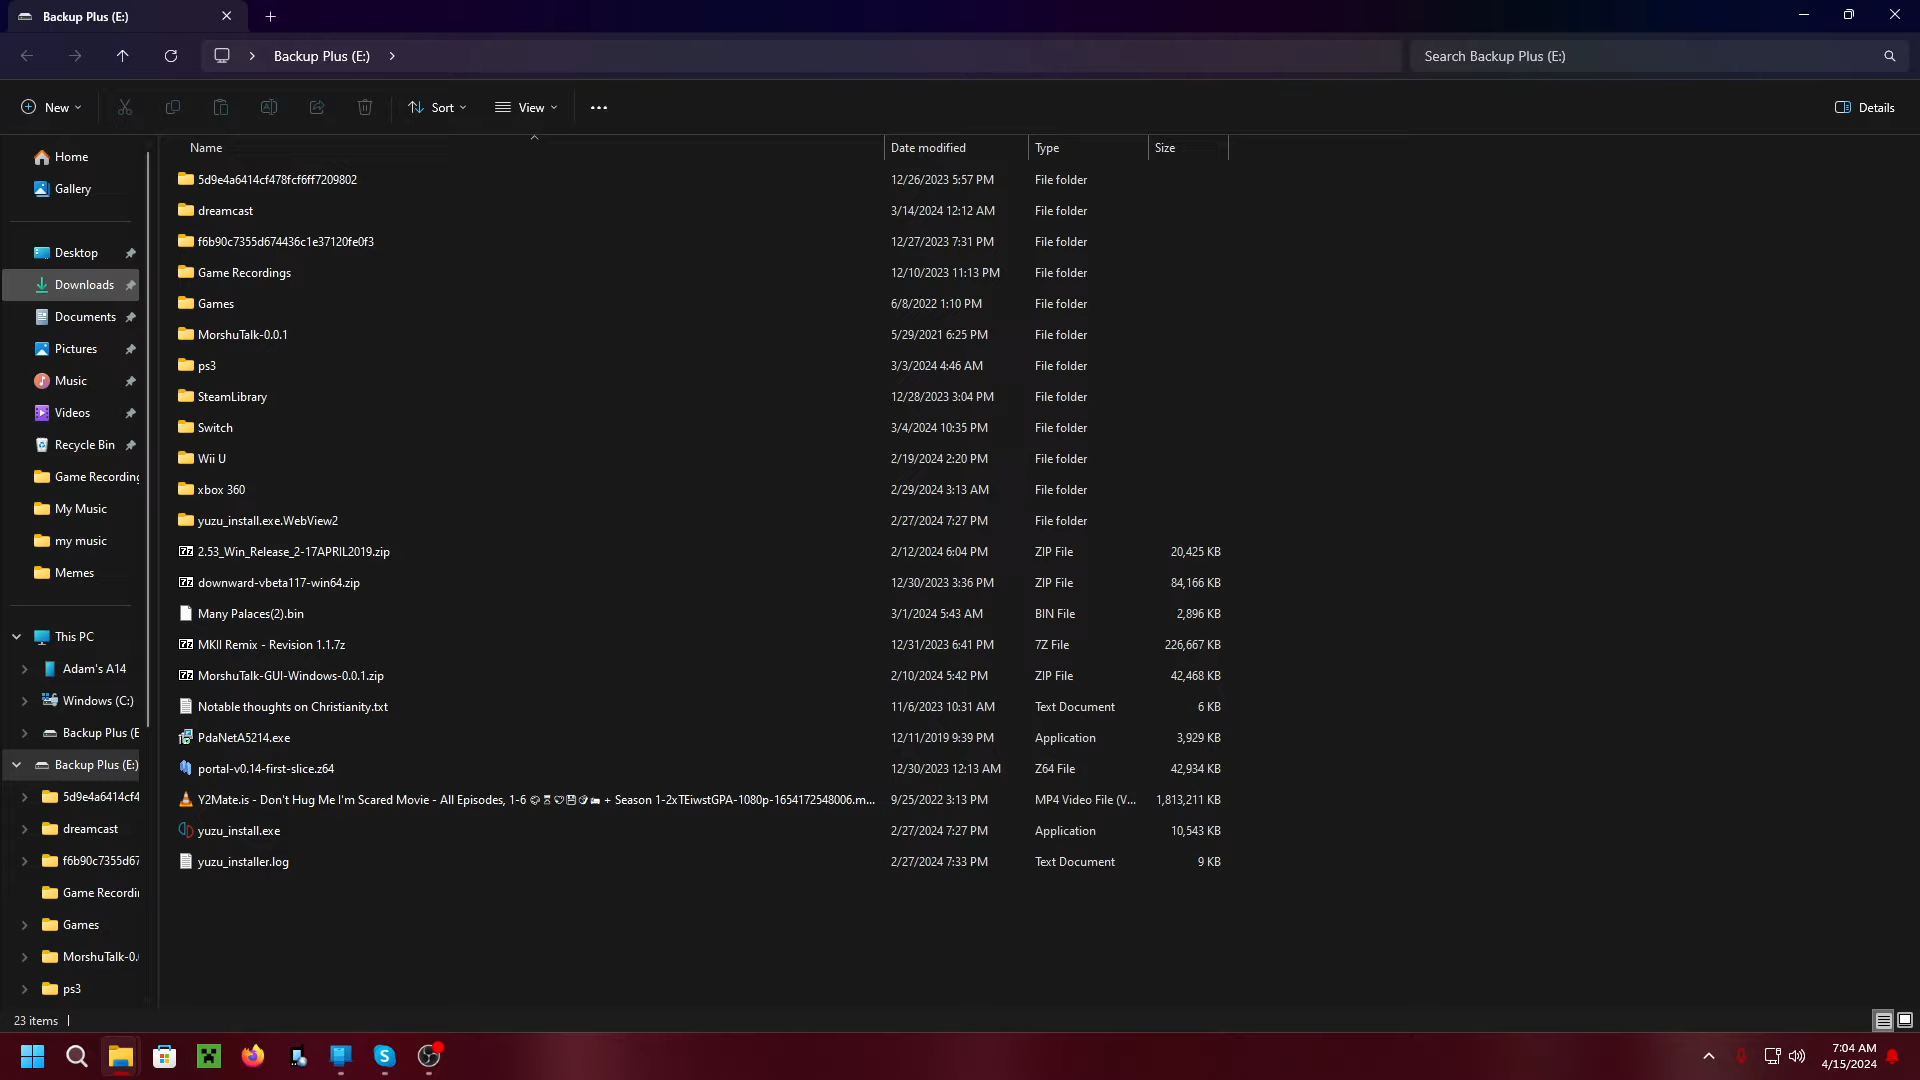 Backup Plus (E:)
Backup Plus (E:)
Search Backup Plus (E:)
New
Sort
View
Details
Name
Date modified
Type
Size
Home
Gallery
Desktop
Downloads
Documents
Pictures
Music
Videos
Recycle Bin
Game Recording
My Music
my music
Memes
This PC
Adam's A14
Windows (C:)
Backup Plus (E
Backup Plus (E:)
5d9e4a6414cf4
dreamcast
f6b90c7355d67
Game Recordi
Games
MorshuTalk-0.
ps3
5d9e4a6414cf478fcf6ff7209802 12/26/2023 5:57 PM File folder
dreamcast 3/14/2024 12:12 AM File folder
f6b90c7355d674436c1e37120fe0f3 12/27/2023 7:31 PM File folder
Game Recordings 12/10/2023 11:13 PM File folder
Games 6/8/2022 1:10 PM File folder
MorshuTalk-0.0.1 5/29/2021 6:25 PM File folder
ps3 3/3/2024 4:46 AM File folder
SteamLibrary 12/28/2023 3:04 PM File folder
Switch 3/4/2024 10:35 PM File folder
Wii U 2/19/2024 2:20 PM File folder
xbox 360 2/29/2024 3:13 AM File folder
yuzu_install.exe.WebView2 2/27/2024 7:27 PM File folder
2.53_Win_Release_2-17APRIL2019.zip 2/12/2024 6:04 PM ZIP File 20,425 KB
downward-vbeta117-win64.zip 12/30/2023 3:36 PM ZIP File 84,166 KB
Many Palaces(2).bin 3/1/2024 5:43 AM BIN File 2,896 KB
MKII Remix - Revision 1.1.7z 12/31/2023 6:41 PM 7Z File 226,667 KB
MorshuTalk-GUI-Windows-0.0.1.zip 2/10/2024 5:42 PM ZIP File 42,468 KB
Notable thoughts on Christianity.txt 11/6/2023 10:31 AM Text Document 6 KB
PdaNetA5214.exe 12/11/2019 9:39 PM Application 3,929 KB
portal-v0.14-first-slice.z64 12/30/2023 12:13 AM Z64 File 42,934 KB
Y2Mate.is - Don't Hug Me I'm Scared Movie - All Episodes, 1-6 + Season 1-2xTEiwstGPA-1080p-1654172548006.m... 9/25/2022 3:13 PM MP4 Video File (V... 1,813,211 KB
yuzu_install.exe 2/27/2024 7:27 PM Application 10,543 KB
yuzu_installer.log 2/27/2024 7:33 PM Text Document 9 KB
23 items
7:04 AM
4/15/2024